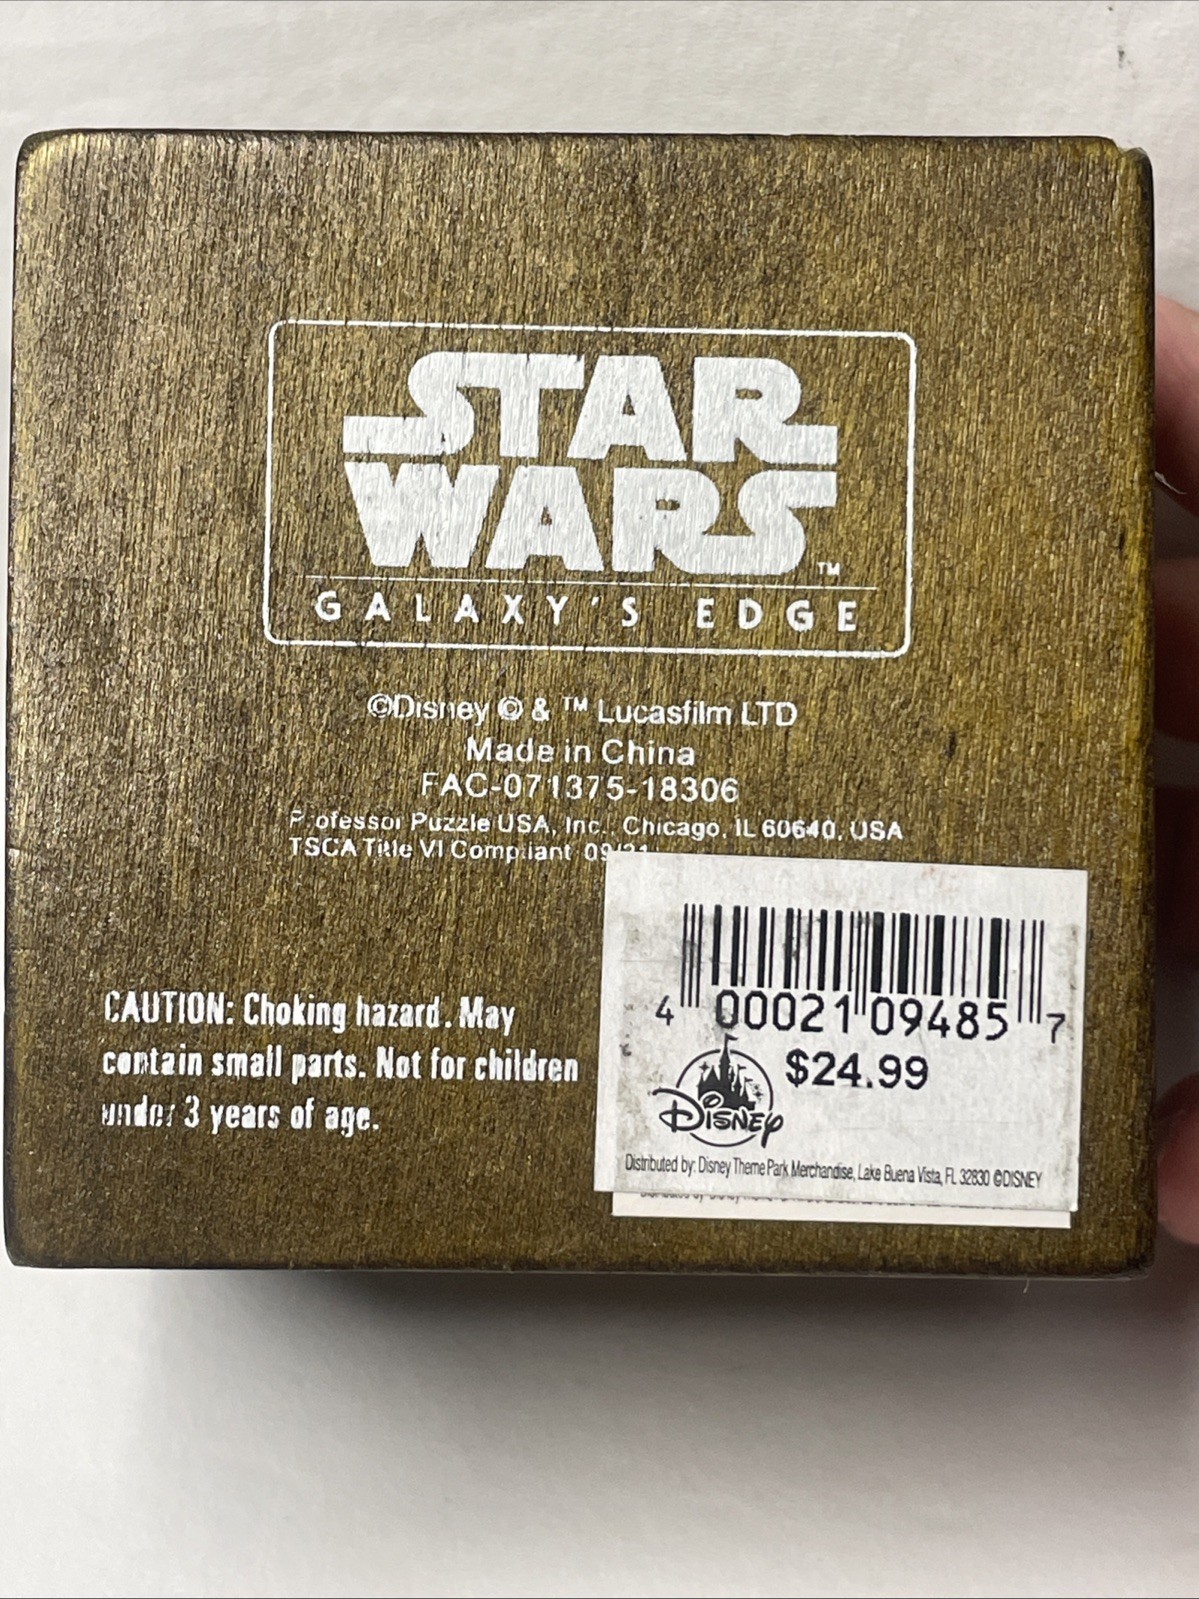 STAR
WARS™
GALAXY'S EDGE
©Disney © & ™ Lucasfilm LTD
Made in China
FAC-071375-18306
Professor Puzzle USA, Inc., Chicago, IL 60640, USA
TSCA Title VI Compliant
CAUTION: Choking hazard. May
contain small parts. Not for children
under 3 years of age.
4 00021 09485 7
$24.99
Disney
Distributed by: Disney Theme Park Merchandise, Lake Buena Vista, FL 32830 ©DISNEY